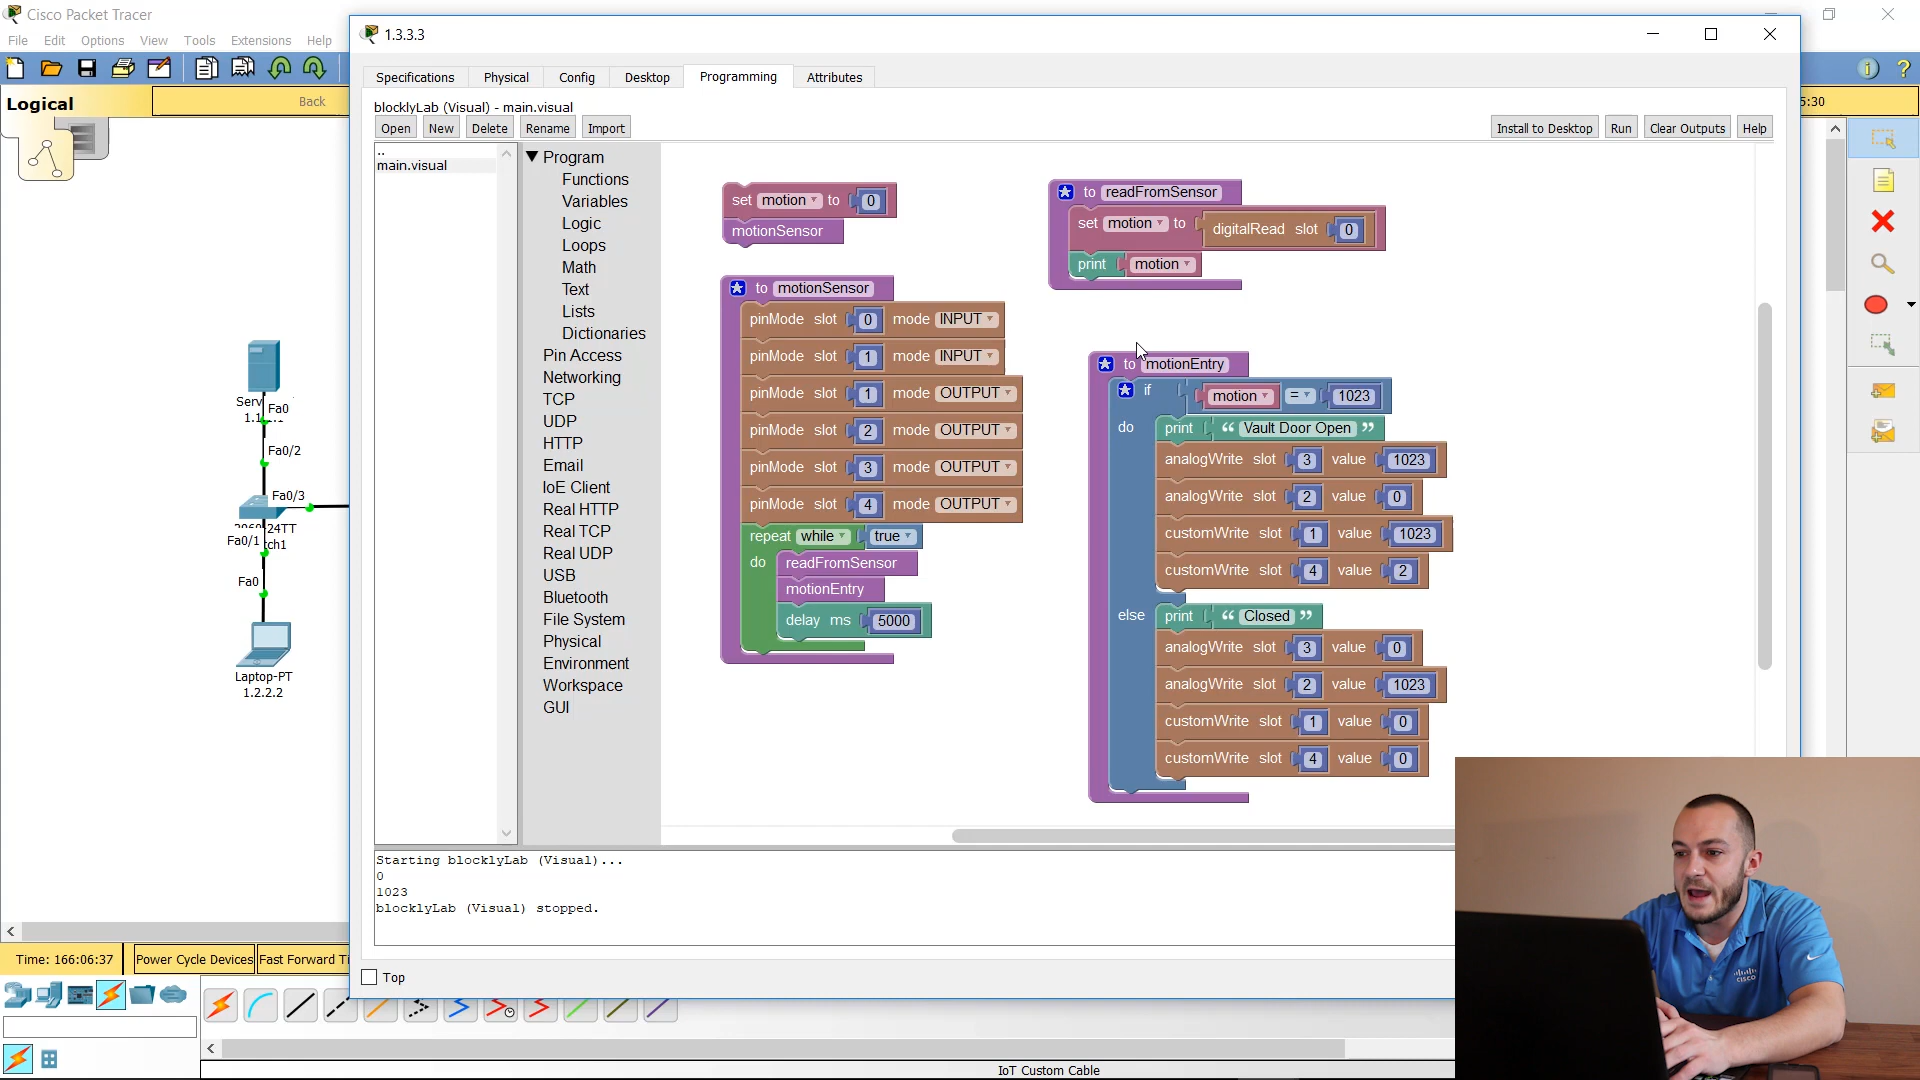 Cisco Packet Tracer
File Edit Options View Tools Extensions Help
Logical
Back
5:30
Serv
Fa0
Fa0/2
Fa0/3
24TT
Fa0/1
Fa0
Laptop-PT
1.2.2.2
1.3.3.3
Specifications Physical Config Desktop Programming Attributes
blocklyLab (Visual) - main.visual
Open New Delete Rename Import
Install to Desktop Run Clear Outputs Help
..
main.visual
Program
Functions
Variables
Logic
Loops
Math
Text
Lists
Dictionaries
Pin Access
Networking
TCP
UDP
HTTP
Email
IoE Client
Real HTTP
Real TCP
Real UDP
USB
Bluetooth
File System
Physical
Environment
Workspace
GUI
set motion to 0
motionSensor
to motionSensor
pinMode slot 0 mode INPUT
pinMode slot 1 mode INPUT
pinMode slot 1 mode OUTPUT
pinMode slot 2 mode OUTPUT
pinMode slot 3 mode OUTPUT
pinMode slot 4 mode OUTPUT
repeat while true
do readFromSensor
motionEntry
delay ms 5000
to readFromSensor
set motion to digitalRead slot 0
print motion
to motionEntry
if motion = 1023
do print “ Vault Door Open ”
analogWrite slot 3 value 1023
analogWrite slot 2 value 0
customWrite slot 1 value 1023
customWrite slot 4 value 2
else print “ Closed ”
analogWrite slot 3 value 0
analogWrite slot 2 value 1023
customWrite slot 1 value 0
customWrite slot 4 value 0
Starting blocklyLab (Visual)...
0
1023
blocklyLab (Visual) stopped.
Top
Time: 166:06:37 Power Cycle Devices Fast Forward Ti
IoT Custom Cable
CISCO